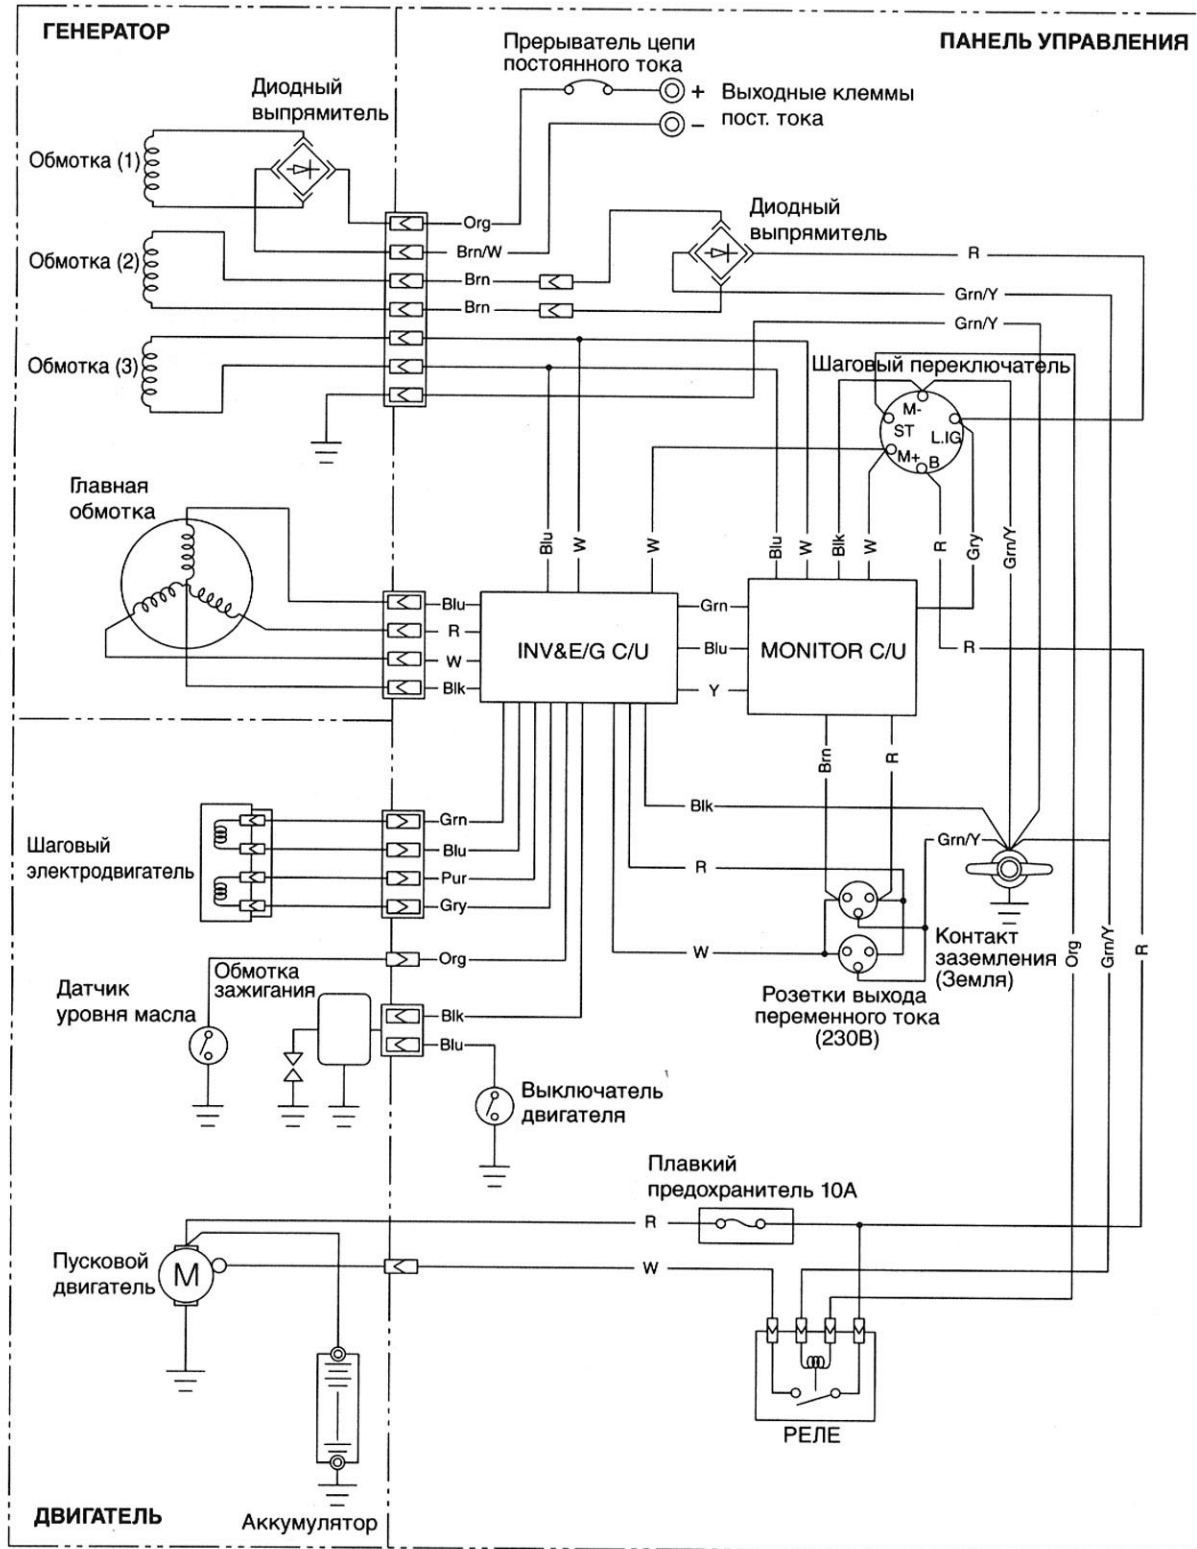 ГЕНЕРАТОР
ПАНЕЛЬ УПРАВЛЕНИЯ
Прерыватель цепи
постоянного тока
+ Выходные клеммы
– пост. тока
Диодный
выпрямитель
Обмотка (1)
Org
Диодный
выпрямитель
Brn/W
R
Обмотка (2)
Brn
Grn/Y
Brn
Grn/Y
Обмотка (3)
Шаговый переключатель
M-
ST
L.IG
M+
B
Главная
обмотка
Blu
W
W
Blu
W
Blk
W
R
Gry
Grn/Y
Blu
R
W
Blk
INV&E/G C/U
Grn
Blu
Y
MONITOR C/U
R
Brn
R
Blk
Шаговый
электродвигатель
Grn
Blu
Pur
Gry
Grn/Y
R
W
Контакт
заземления
(Земля)
Org
Grn/Y
R
Розетки выхода
переменного тока
(230В)
Org
Обмотка
зажигания
Датчик
уровня масла
Blk
Blu
Выключатель
двигателя
Плавкий
предохранитель 10А
R
Пусковой
двигатель
M
W
РЕЛЕ
ДВИГАТЕЛЬ
Аккумулятор